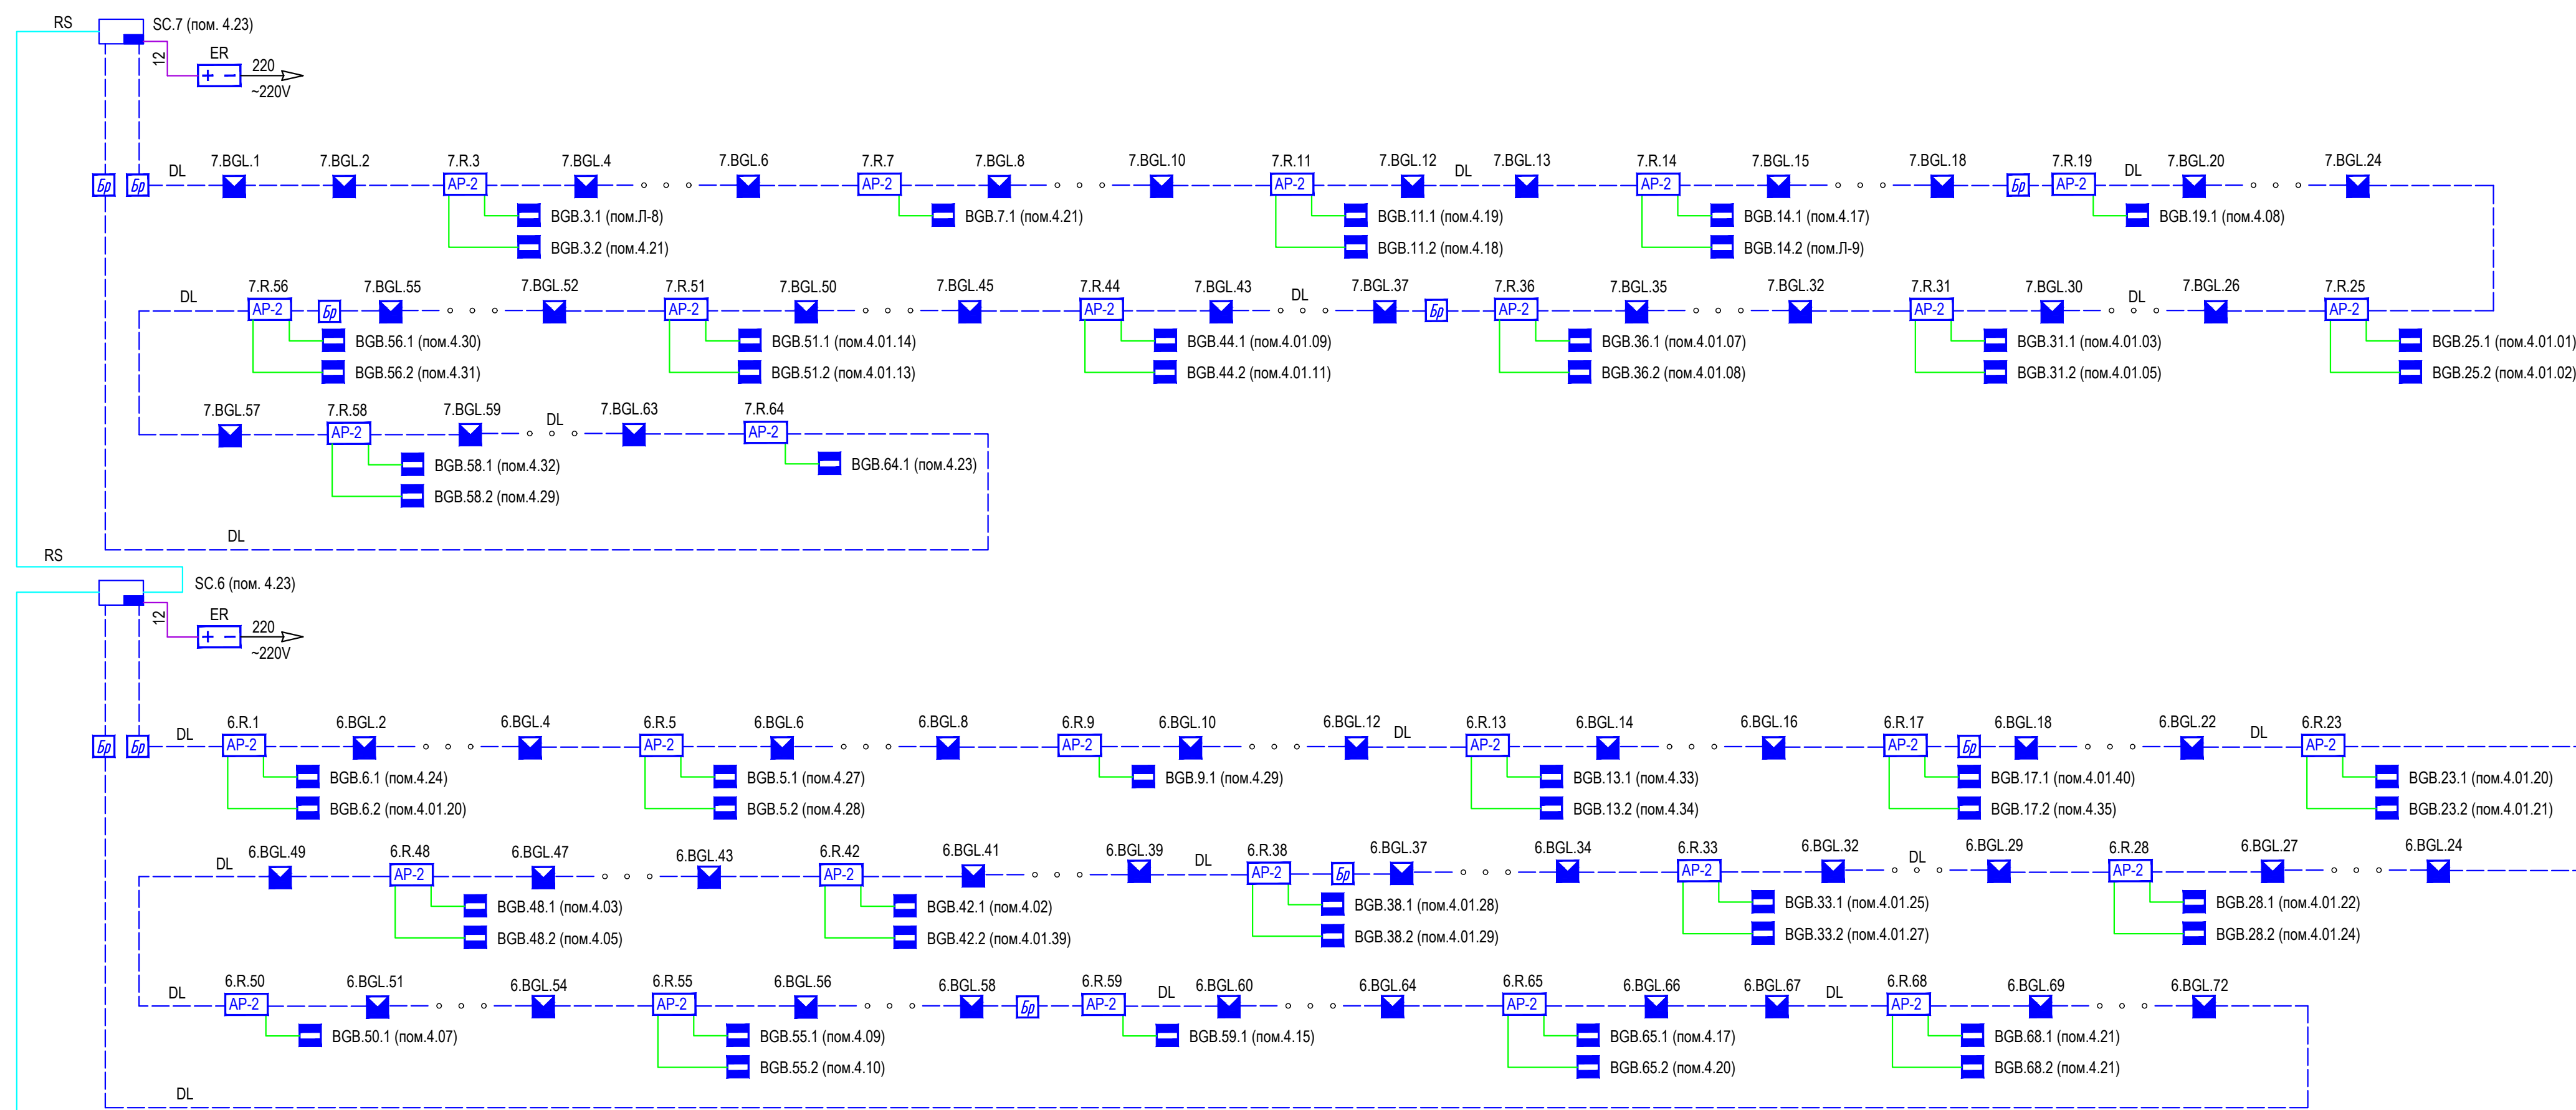 RS
SC.7 (пом. 4.23)
12
ER
220
~220V
Бр Бр DL 7.BGL.1 7.BGL.2 7.R.3 7.BGL.4 7.BGL.6 7.R.7 7.BGL.8 7.BGL.10 7.R.11 7.BGL.12 DL 7.BGL.13 7.R.14 7.BGL.15 7.BGL.18 Бр 7.R.19 DL 7.BGL.20 7.BGL.24
АР-2 АР-2 АР-2 АР-2 АР-2
BGB.3.1 (пом.Л-8) BGB.7.1 (пом.4.21) BGB.11.1 (пом.4.19) BGB.14.1 (пом.4.17) BGB.19.1 (пом.4.08)
BGB.3.2 (пом.4.21) BGB.11.2 (пом.4.18) BGB.14.2 (пом.Л-9)
DL 7.R.56 Бр 7.BGL.55 7.BGL.52 7.R.51 7.BGL.50 7.BGL.45 7.R.44 7.BGL.43 DL 7.BGL.37 Бр 7.R.36 7.BGL.35 7.BGL.32 7.R.31 7.BGL.30 DL 7.BGL.26 7.R.25
АР-2 АР-2 АР-2 АР-2 АР-2 АР-2
BGB.56.1 (пом.4.30) BGB.51.1 (пом.4.01.14) BGB.44.1 (пом.4.01.09) BGB.36.1 (пом.4.01.07) BGB.31.1 (пом.4.01.03) BGB.25.1 (пом.4.01.01)
BGB.56.2 (пом.4.31) BGB.51.2 (пом.4.01.13) BGB.44.2 (пом.4.01.11) BGB.36.2 (пом.4.01.08) BGB.31.2 (пом.4.01.05) BGB.25.2 (пом.4.01.02)
7.BGL.57 7.R.58 7.BGL.59 DL 7.BGL.63 7.R.64
АР-2 АР-2
BGB.58.1 (пом.4.32) BGB.64.1 (пом.4.23)
BGB.58.2 (пом.4.29)
DL
RS
SC.6 (пом. 4.23)
12
ER
220
~220V
Бр Бр DL 6.R.1 6.BGL.2 6.BGL.4 6.R.5 6.BGL.6 6.BGL.8 6.R.9 6.BGL.10 6.BGL.12 DL 6.R.13 6.BGL.14 6.BGL.16 6.R.17 Бр 6.BGL.18 6.BGL.22 DL 6.R.23
АР-2 АР-2 АР-2 АР-2 АР-2 АР-2
BGB.6.1 (пом.4.24) BGB.5.1 (пом.4.27) BGB.9.1 (пом.4.29) BGB.13.1 (пом.4.33) BGB.17.1 (пом.4.01.40) BGB.23.1 (пом.4.01.20)
BGB.6.2 (пом.4.01.20) BGB.5.2 (пом.4.28) BGB.13.2 (пом.4.34) BGB.17.2 (пом.4.35) BGB.23.2 (пом.4.01.21)
DL 6.BGL.49 6.R.48 6.BGL.47 6.BGL.43 6.R.42 6.BGL.41 6.BGL.39 DL 6.R.38 Бр 6.BGL.37 6.BGL.34 6.R.33 6.BGL.32 DL 6.BGL.29 6.R.28 6.BGL.27 6.BGL.24
АР-2 АР-2 АР-2 АР-2 АР-2
BGB.48.1 (пом.4.03) BGB.42.1 (пом.4.02) BGB.38.1 (пом.4.01.28) BGB.33.1 (пом.4.01.25) BGB.28.1 (пом.4.01.22)
BGB.48.2 (пом.4.05) BGB.42.2 (пом.4.01.39) BGB.38.2 (пом.4.01.29) BGB.33.2 (пом.4.01.27) BGB.28.2 (пом.4.01.24)
DL 6.R.50 6.BGL.51 6.BGL.54 6.R.55 6.BGL.56 6.BGL.58 Бр 6.R.59 DL 6.BGL.60 6.BGL.64 6.R.65 6.BGL.66 6.BGL.67 DL 6.R.68 6.BGL.69 6.BGL.72
АР-2 АР-2 АР-2 АР-2 АР-2
BGB.50.1 (пом.4.07) BGB.55.1 (пом.4.09) BGB.59.1 (пом.4.15) BGB.65.1 (пом.4.17) BGB.68.1 (пом.4.21)
BGB.55.2 (пом.4.10) BGB.65.2 (пом.4.20) BGB.68.2 (пом.4.21)
DL